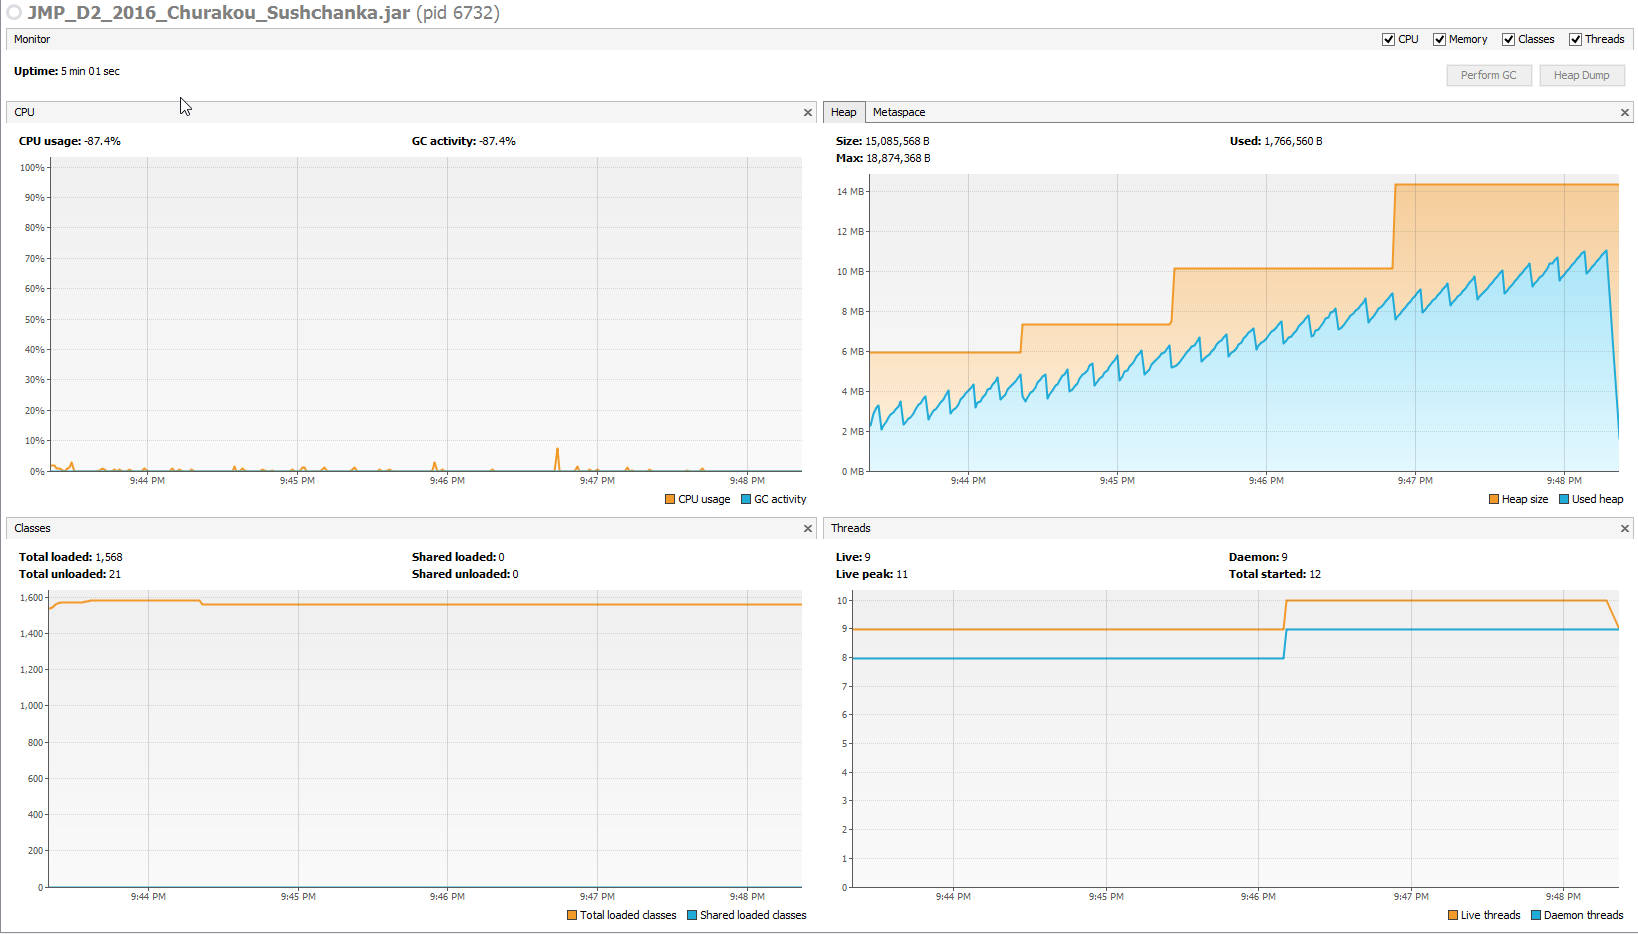 JMP_D2_2016_Churakou_Sushchanka.jar (pid 6732)
Monitor
CPU Memory Classes Threads
Uptime: 5 min 01 sec
Perform GC Heap Dump
CPU
CPU usage: -87.4% GC activity: -87.4%
100%
90%
80%
70%
60%
50%
40%
30%
20%
10%
0%
9:44 PM 9:45 PM 9:46 PM 9:47 PM 9:48 PM
CPU usage GC activity
Heap Metaspace
Size: 15,085,568 B Used: 1,766,560 B
Max: 18,874,368 B
14 MB
12 MB
10 MB
8 MB
6 MB
4 MB
2 MB
0 MB
9:44 PM 9:45 PM 9:46 PM 9:47 PM 9:48 PM
Heap size Used heap
Classes
Total loaded: 1,568 Shared loaded: 0
Total unloaded: 21 Shared unloaded: 0
1,600
1,400
1,200
1,000
800
600
400
200
0
9:44 PM 9:45 PM 9:46 PM 9:47 PM 9:48 PM
Total loaded classes Shared loaded classes
Threads
Live: 9 Daemon: 9
Live peak: 11 Total started: 12
10
9
8
7
6
5
4
3
2
1
0
9:44 PM 9:45 PM 9:46 PM 9:47 PM 9:48 PM
Live threads Daemon threads